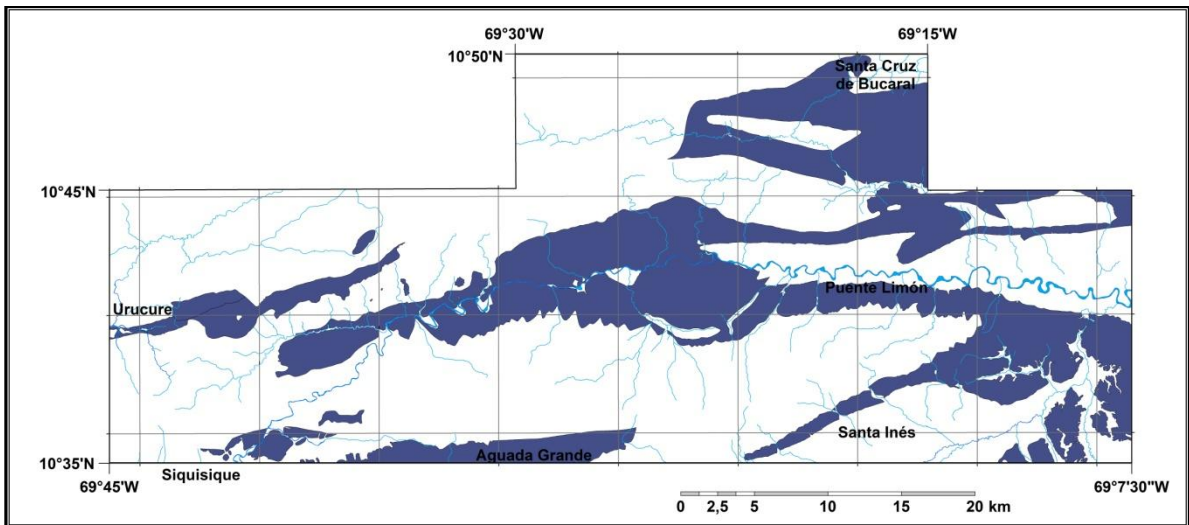 69°30'W
69°15'W
10°50'N
Santa Cruz
de Bucaral
10°45'N
Urucure
Puente Limón
Santa Inés
Aguada Grande
10°35'N
Siquisique
69°45'W
69°7'30"W
0 2,5 5 10 15 20 km